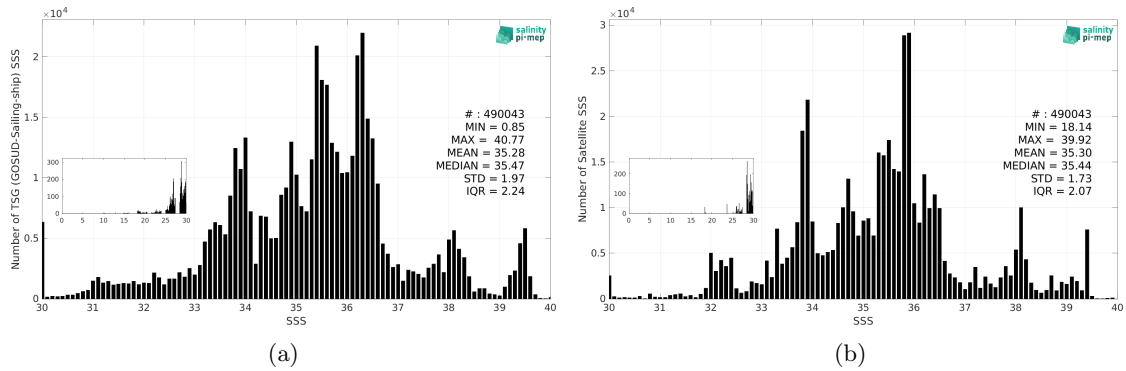 ×10^4
salinity
pi-mep
2
1.5
1
0.5
0
Number of TSG (GOSUD-Sailing-ship) SSS
# : 490043
MIN = 0.85
MAX = 40.77
MEAN = 35.28
MEDIAN = 35.47
STD = 1.97
IQR = 2.24
300
200
100
0
0 5 10 15 20 25 30
30 31 32 33 34 35 36 37 38 39 40
SSS
(a)
×10^4
salinity
pi-mep
3
2.5
2
1.5
1
0.5
0
Number of Satellite SSS
# : 490043
MIN = 18.14
MAX = 39.92
MEAN = 35.30
MEDIAN = 35.44
STD = 1.73
IQR = 2.07
200
100
0
0 5 10 15 20 25 30
30 31 32 33 34 35 36 37 38 39 40
SSS
(b)